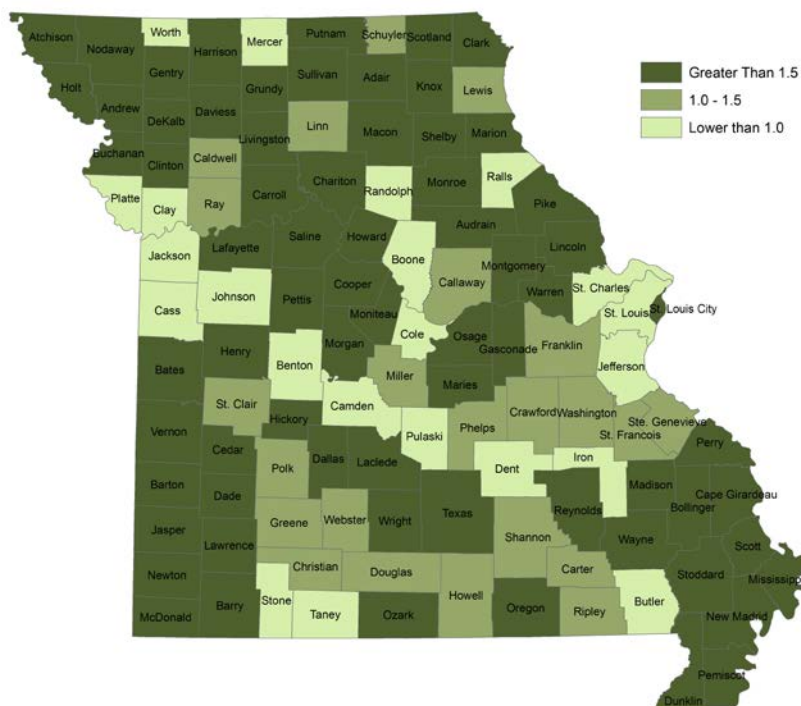 Atchison
Nodaway
Worth
Harrison
Mercer
Putnam
Schuyler
Scotland
Clark
Holt
Gentry
Sullivan
Adair
Knox
Lewis
Andrew
DeKalb
Daviess
Grundy
Linn
Macon
Shelby
Marion
Buchanan
Clinton
Caldwell
Livingston
Chariton
Randolph
Monroe
Ralls
Platte
Clay
Ray
Carroll
Pike
Audrain
Jackson
Lafayette
Saline
Howard
Boone
Callaway
Montgomery
Lincoln
Warren
St. Charles
Cass
Johnson
Pettis
Cooper
Moniteau
Cole
Osage
Gasconade
Franklin
St. Louis
St. Louis City
Jefferson
Bates
Henry
Benton
Morgan
Miller
Maries
St. Clair
Camden
Pulaski
Phelps
Crawford
Washington
Ste. Genevieve
St. Francois
Perry
Vernon
Hickory
Cedar
Polk
Dallas
Laclede
Dent
Iron
Madison
Cape Girardeau
Bollinger
Barton
Dade
Greene
Webster
Wright
Texas
Shannon
Reynolds
Wayne
Scott
Jasper
Lawrence
Christian
Douglas
Carter
Stoddard
Mississippi
Newton
Barry
Stone
Taney
Ozark
Howell
Oregon
Ripley
Butler
New Madrid
McDonald
Pemiscot
Dunklin
Greater Than 1.5
1.0 - 1.5
Lower than 1.0